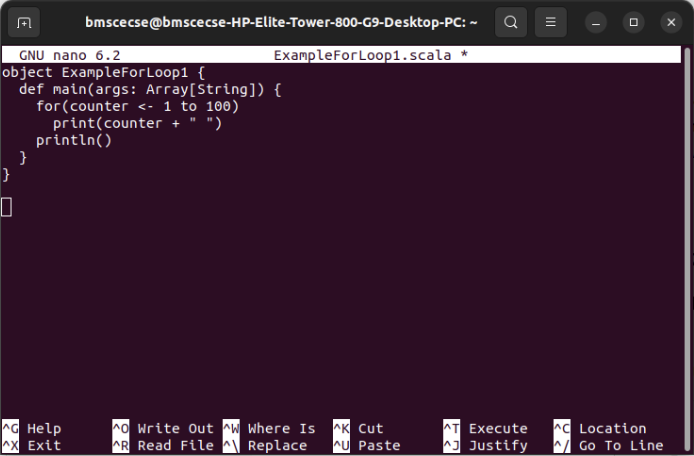 bmscecse@bmscecse-HP-Elite-Tower-800-G9-Desktop-PC: ~
GNU nano 6.2 ExampleForLoop1.scala *
object ExampleForLoop1 {
  def main(args: Array[String]) {
    for(counter <- 1 to 100)
      print(counter + " ")
    println()
  }
}
^G Help ^O Write Out ^W Where Is ^K Cut ^T Execute ^C Location
^X Exit ^R Read File ^\ Replace ^U Paste ^J Justify ^/ Go To Line